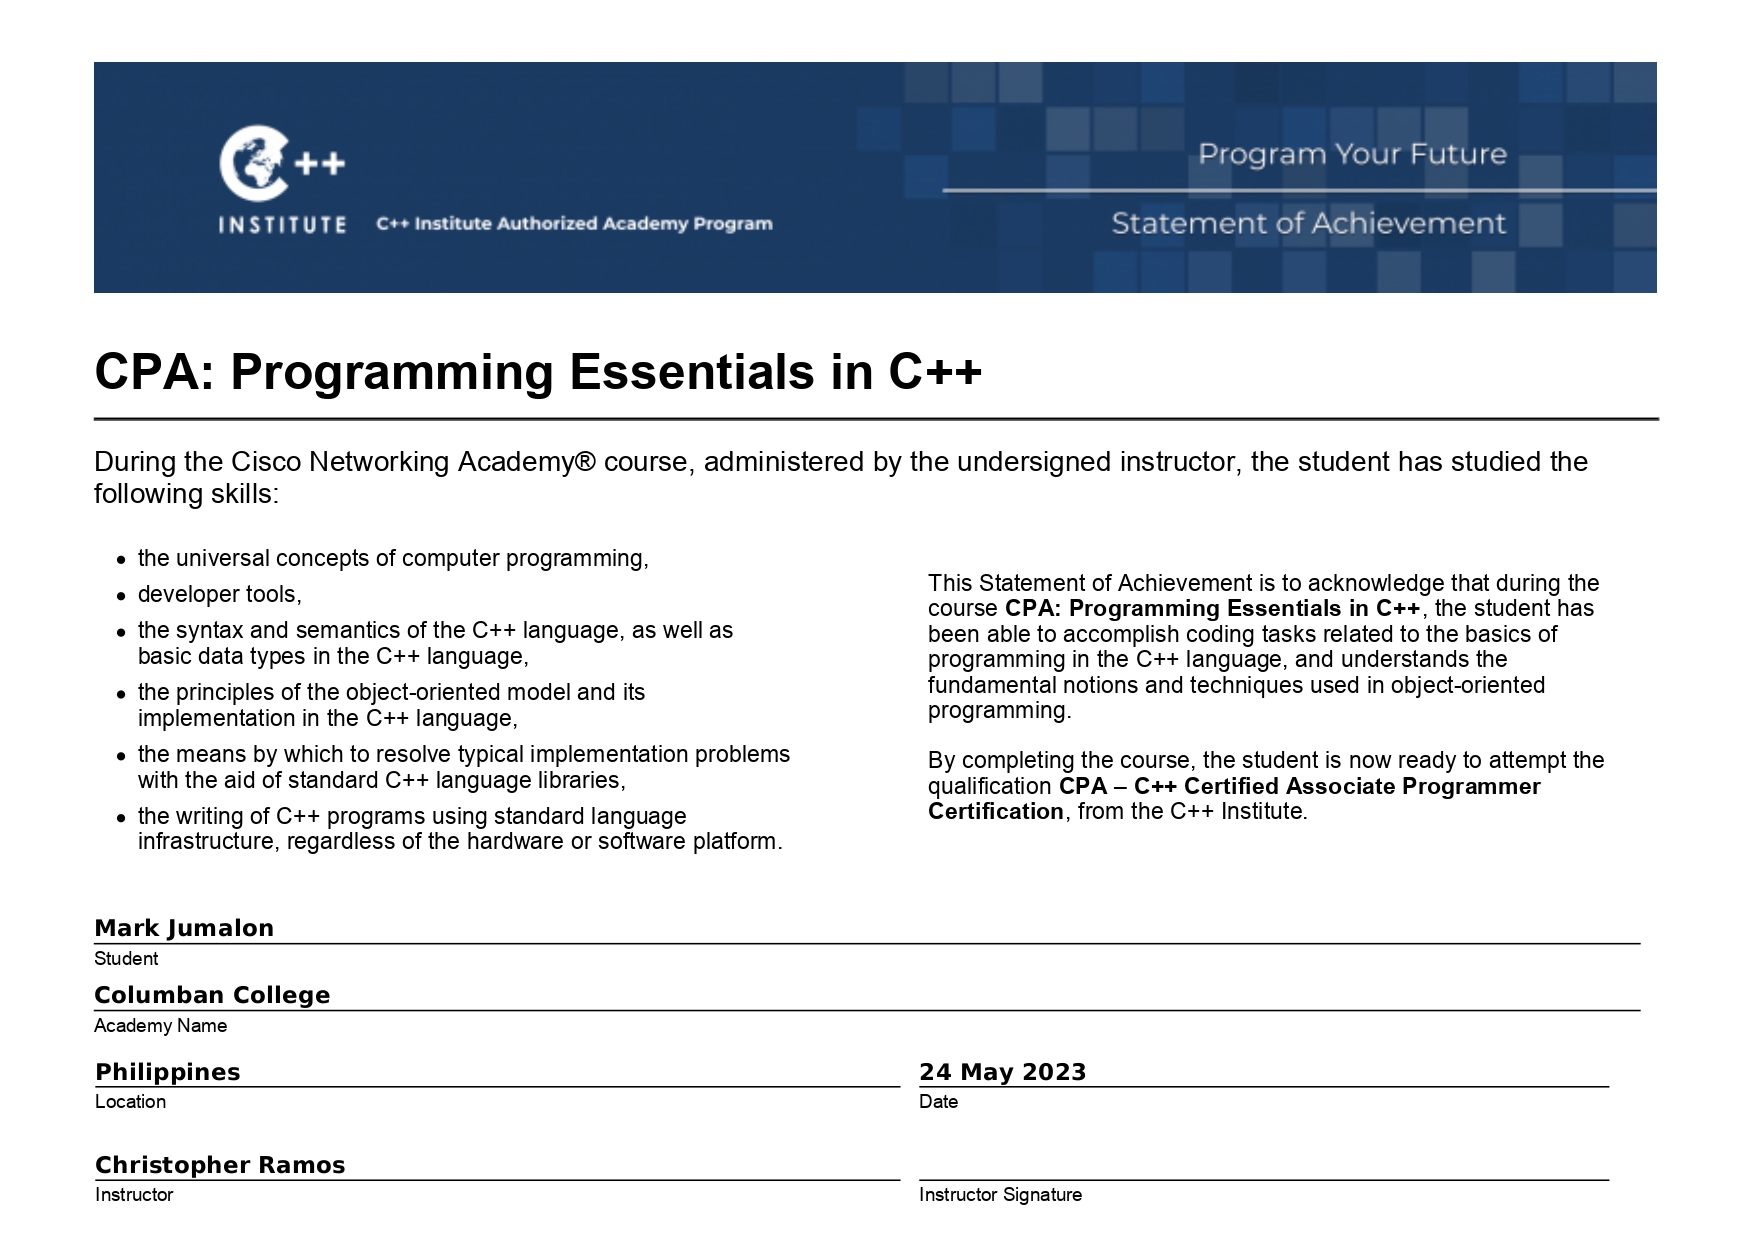 C++
INSTITUTE
C++ Institute Authorized Academy Program
Program Your Future
Statement of Achievement
CPA: Programming Essentials in C++
During the Cisco Networking Academy® course, administered by the undersigned instructor, the student has studied the
following skills:
• the universal concepts of computer programming,
• developer tools,
• the syntax and semantics of the C++ language, as well as
basic data types in the C++ language,
• the principles of the object-oriented model and its
implementation in the C++ language,
• the means by which to resolve typical implementation problems
with the aid of standard C++ language libraries,
• the writing of C++ programs using standard language
infrastructure, regardless of the hardware or software platform.
This Statement of Achievement is to acknowledge that during the
course CPA: Programming Essentials in C++, the student has
been able to accomplish coding tasks related to the basics of
programming in the C++ language, and understands the
fundamental notions and techniques used in object-oriented
programming.
By completing the course, the student is now ready to attempt the
qualification CPA – C++ Certified Associate Programmer
Certification, from the C++ Institute.
Mark Jumalon
Student
Columban College
Academy Name
Philippines
Location
24 May 2023
Date
Christopher Ramos
Instructor
Instructor Signature